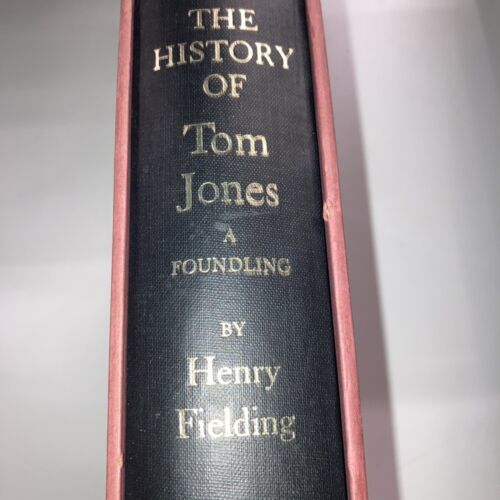 THE
HISTORY
OF
Tom
Jones
A
FOUNDLING
BY
Henry
Fielding